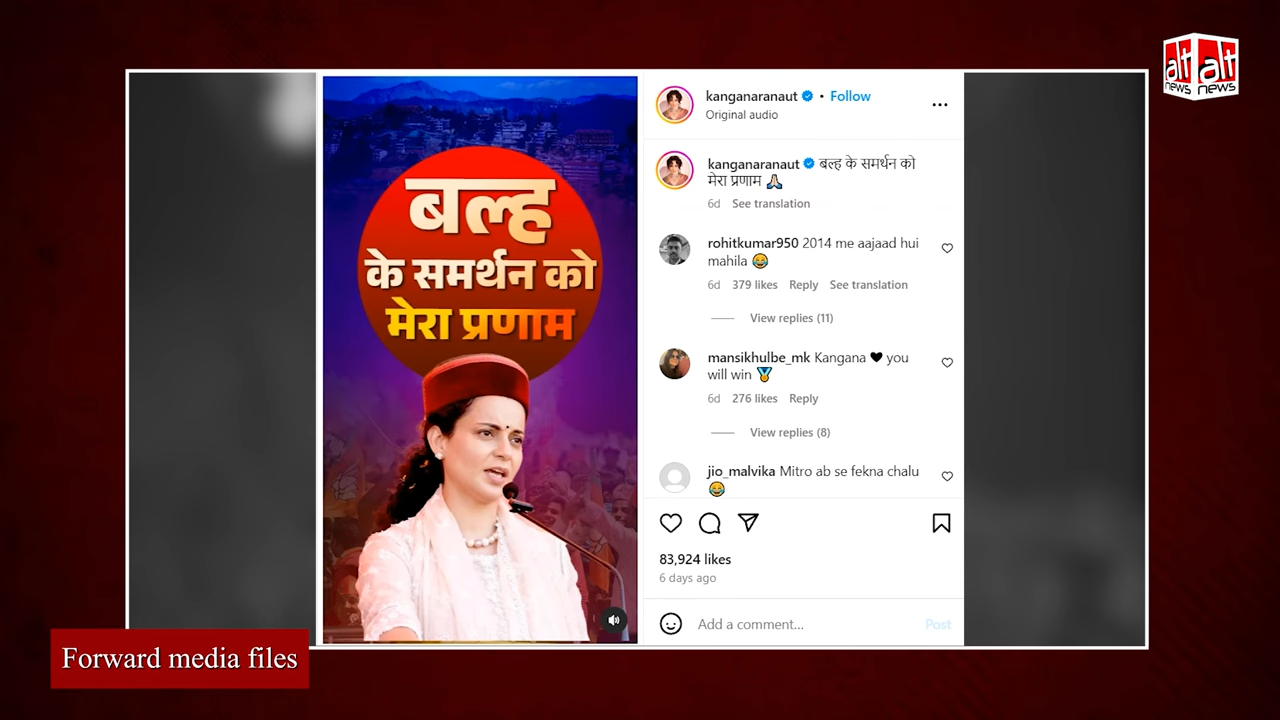 alt alt
news news
बल्ह
के समर्थन को
मेरा प्रणाम
kanganaranaut • Follow
Original audio
kanganaranaut बल्ह के समर्थन को
मेरा प्रणाम 🙏🏻
6d See translation
rohitkumar950 2014 me aajaad hui
mahila 😂
6d 379 likes Reply See translation
View replies (11)
mansikhulbe_mk Kangana 🖤 you
will win 🏅
6d 276 likes Reply
View replies (8)
jio_malvika Mitro ab se fekna chalu
😂
83,924 likes
6 days ago
Add a comment... Post
Forward media files